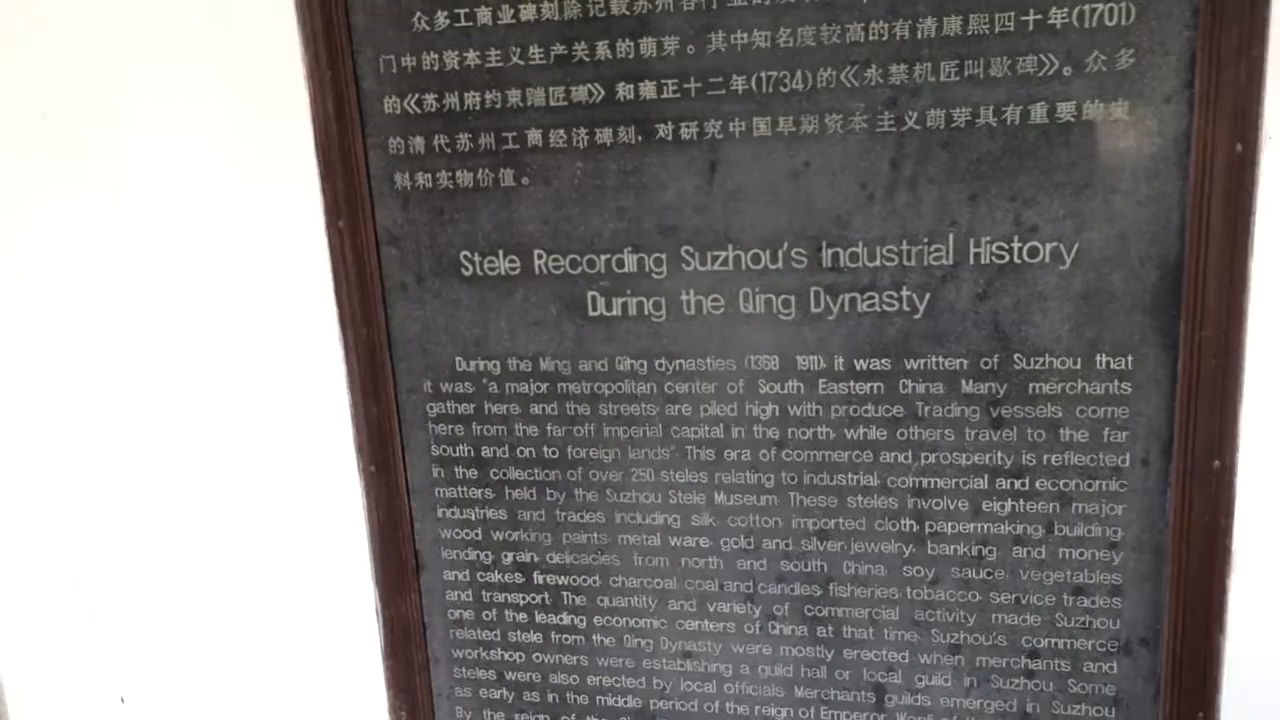 众多工商业碑刻除记载苏州各行业的
门中的资本主义生产关系的萌芽。其中知名度较高的有清康熙四十年(1701)
的《苏州府约束踹匠碑》和雍正十二年(1734)的《永禁机匠叫歇碑》。众多
的清代苏州工商经济碑刻,对研究中国早期资本主义萌芽具有重要的史
料和实物价值。
Stele Recording Suzhou's Industrial History
During the Qing Dynasty
During the Ming and Qing dynasties (1368 1911), it was written of Suzhou that
it was, "a major metropolitan center of South Eastern China. Many merchants
gather here, and the streets are piled high with produce. Trading vessels come
here from the far-off imperial capital in the north, while others travel to the far
south and on to foreign lands". This era of commerce and prosperity is reflected
in the collection of over 250 steles relating to industrial, commercial and economic
matters, held by the Suzhou Stele Museum. These steles involve eighteen major
industries and trades including silk, cotton, imported cloth, papermaking, building,
wood working, paints, metal ware, gold and silver, jewelry, banking and money
lending, grain, delicacies from north and south China, soy sauce, vegetables
and cakes, firewood, charcoal, coal and candles, fisheries, tobacco, service trades
and transport. The quantity and variety of commercial activity made Suzhou
one of the leading economic centers of China at that time. Suzhou's commerce
related stele from the Qing Dynasty were mostly erected when merchants and
workshop owners were establishing a guild hall or local guild in Suzhou. Some
steles were also erected by local officials. Merchants guilds emerged in Suzhou
as early as in the middle period of the reign of Emperor Wanli of
By the reign of the